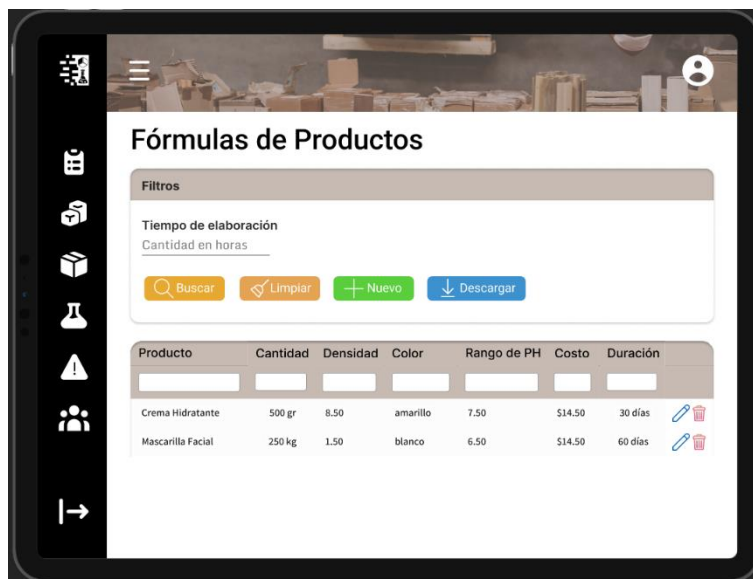 Fórmulas de Productos
Filtros
Tiempo de elaboración
Cantidad en horas
Buscar Limpiar Nuevo Descargar
Producto Cantidad Densidad Color Rango de PH Costo Duración
Crema Hidratante 500 gr 8.50 amarillo 7.50 $14.50 30 días
Mascarilla Facial 250 kg 1.50 blanco 6.50 $14.50 60 días